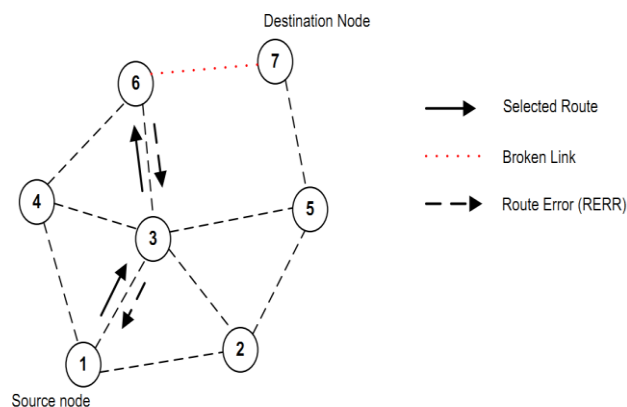 Destination Node
7
6
Selected Route
Broken Link
4
5
Route Error (RERR)
3
2
1
Source node